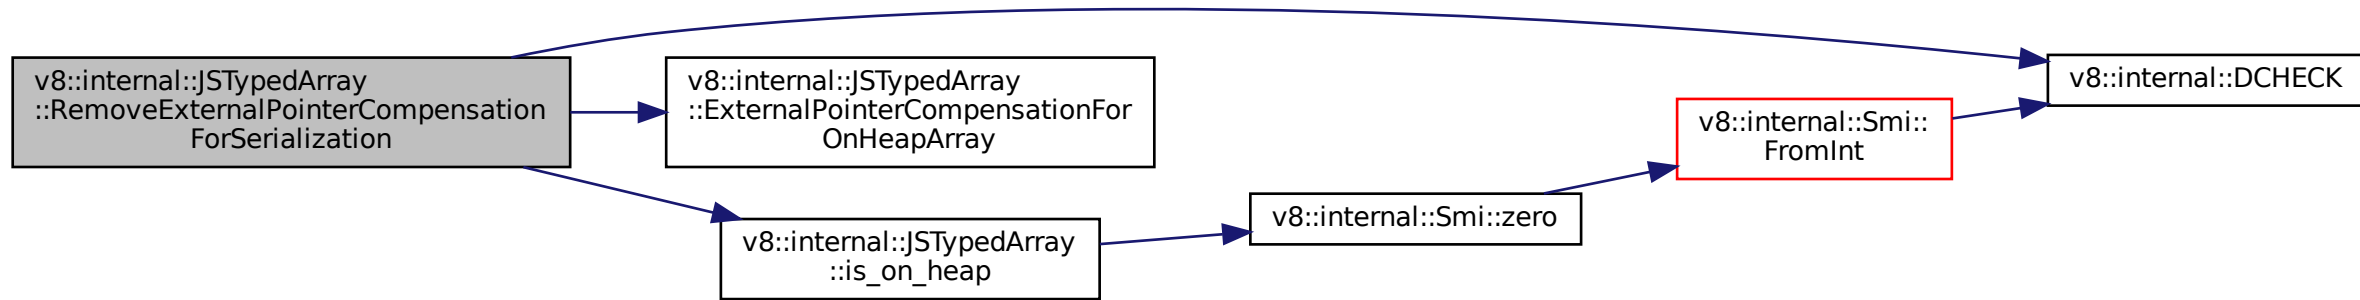 v8::internal::JSTypedArray
::RemoveExternalPointerCompensation
ForSerialization
v8::internal::JSTypedArray
::ExternalPointerCompensationFor
OnHeapArray
v8::internal::JSTypedArray
::is_on_heap
v8::internal::Smi::zero
v8::internal::Smi::
FromInt
v8::internal::DCHECK